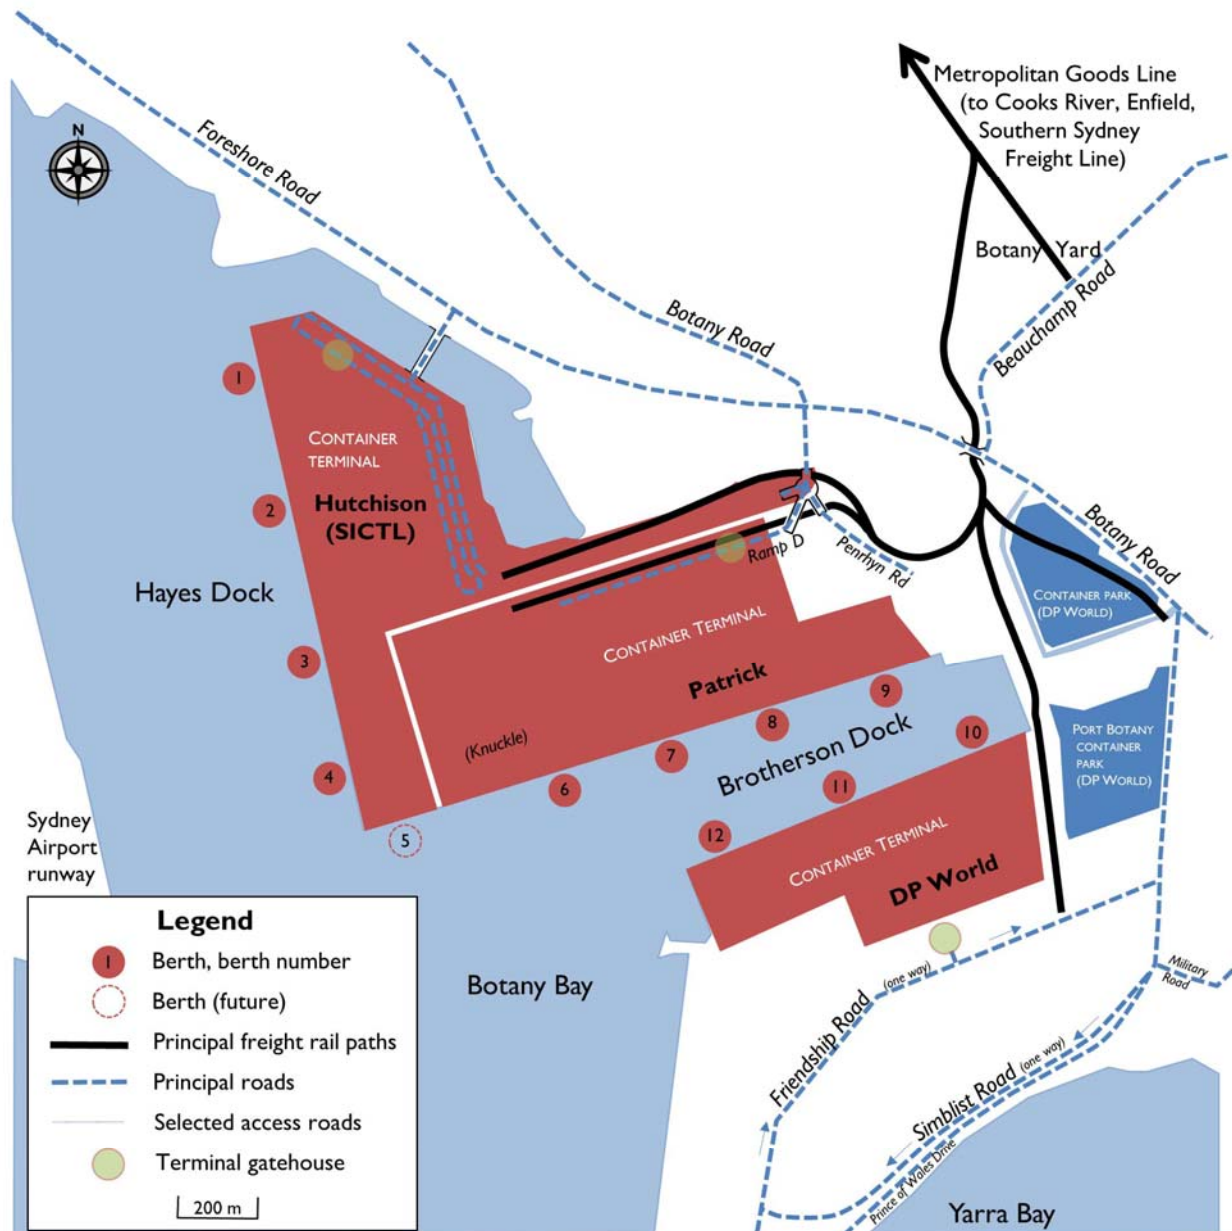 N
Metropolitan Goods Line
(to Cooks River, Enfield,
Southern Sydney
Freight Line)
Foreshore Road
Botany Yard
Beauchamp Road
Botany Road
1
CONTAINER
TERMINAL
Hutchison
(SICTL)
2
Hayes Dock
Ramp D
Penrhyn Rd
Botany Road
CONTAINER PARK
(DP WORLD)
CONTAINER TERMINAL
Patrick
3
9
8
7
(Knuckle)
Brotherson Dock
10
PORT BOTANY
CONTAINER
PARK
(DP WORLD)
4
6
11
5
12
Sydney
Airport
runway
CONTAINER TERMINAL
DP World
Botany Bay
Friendship Road
(one way)
Military
Road
Simblist Road (one way)
Prince of Wales Drive
Yarra Bay
Legend
1
Berth, berth number
Berth (future)
Principal freight rail paths
Principal roads
Selected access roads
Terminal gatehouse
200 m